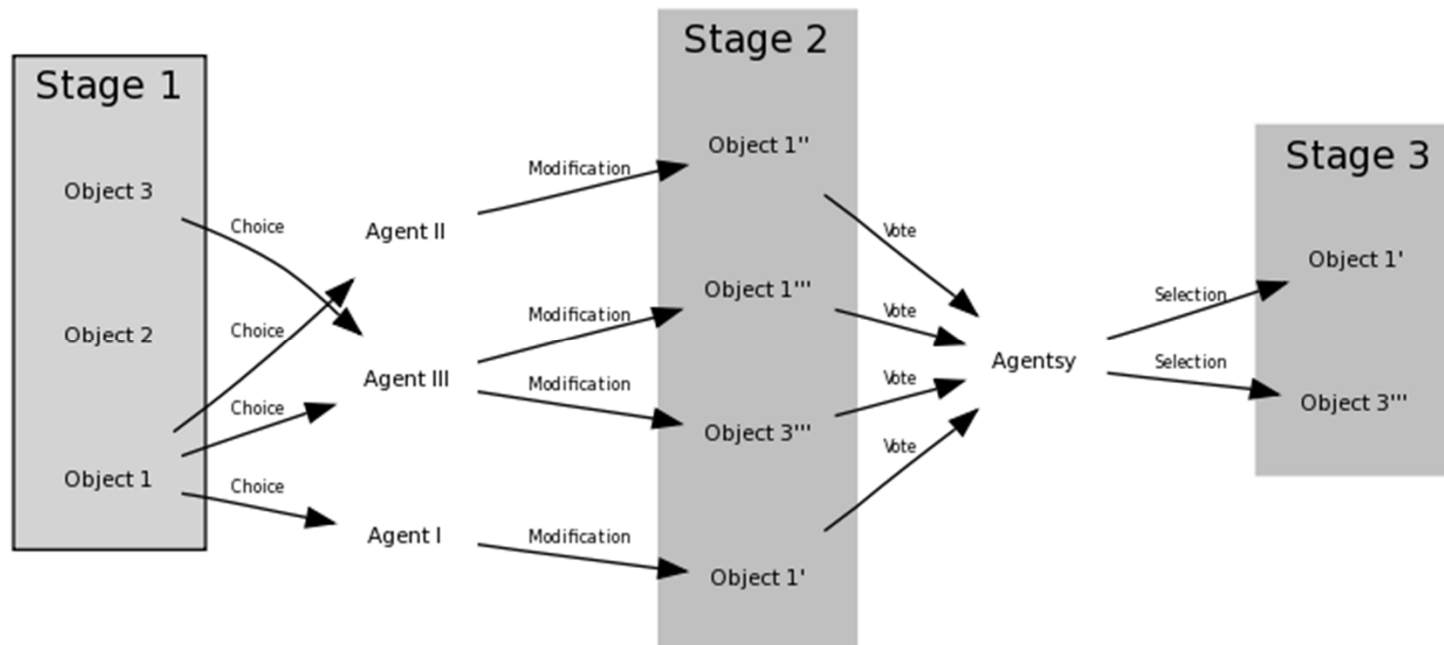 Stage 1
Object 3
Object 2
Object 1
Choice
Choice
Choice
Choice
Agent II
Agent III
Agent I
Modification
Modification
Modification
Modification
Stage 2
Object 1''
Object 1'''
Object 3'''
Object 1'
Vote
Vote
Vote
Vote
Agentsy
Selection
Selection
Stage 3
Object 1'
Object 3'''